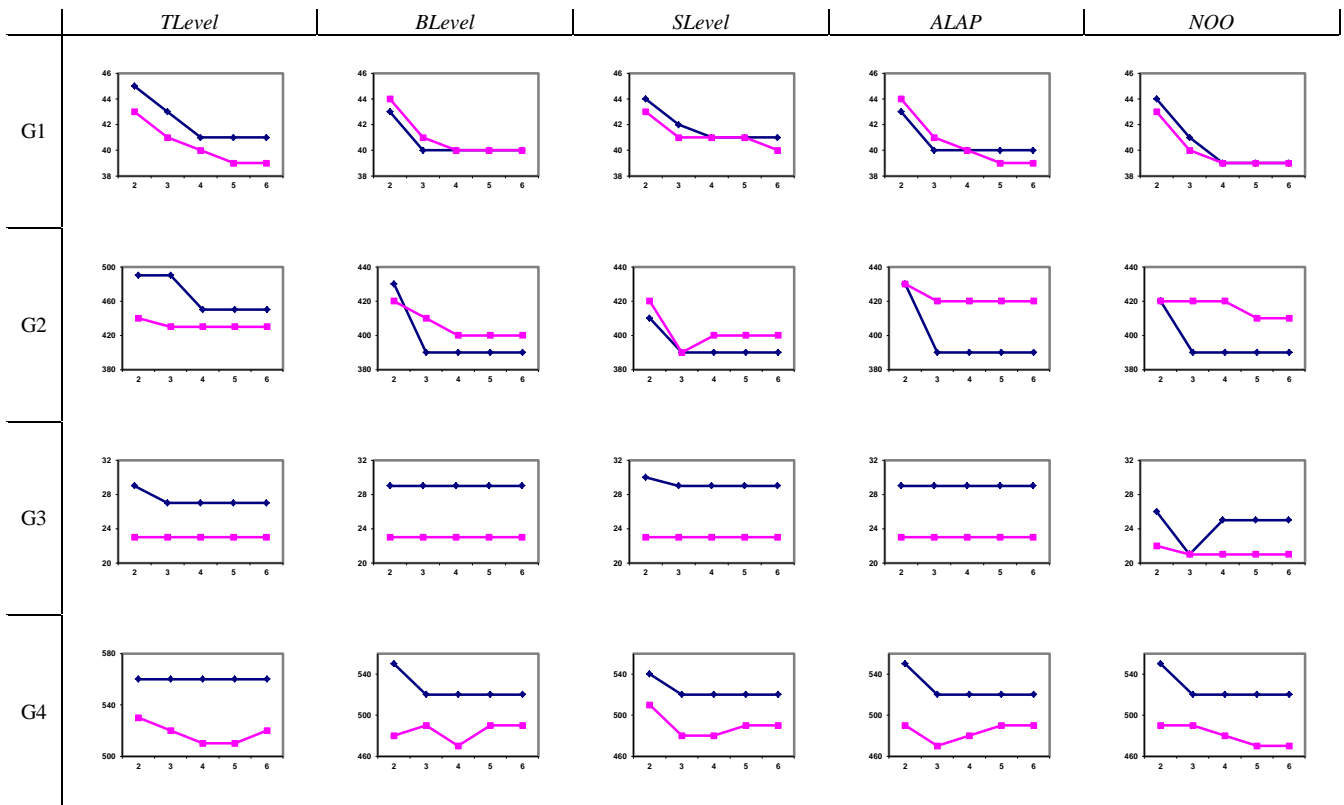 TLevel BLevel SLevel ALAP NOO
G1
46 46 46 46 46
44 44 44 44 44
42 42 42 42 42
40 40 40 40 40
38 38 38 38 38
2 3 4 5 6 2 3 4 5 6 2 3 4 5 6 2 3 4 5 6 2 3 4 5 6
G2
500 440 440 440 440
460 420 420 420 420
420 400 400 400 400
380 380 380 380 380
2 3 4 5 6 2 3 4 5 6 2 3 4 5 6 2 3 4 5 6 2 3 4 5 6
G3
32 32 32 32 32
28 28 28 28 28
24 24 24 24 24
20 20 20 20 20
2 3 4 5 6 2 3 4 5 6 2 3 4 5 6 2 3 4 5 6 2 3 4 5 6
G4
580 540 540 540 540
540 500 500 500 500
500 460 460 460 460
2 3 4 5 6 2 3 4 5 6 2 3 4 5 6 2 3 4 5 6 2 3 4 5 6